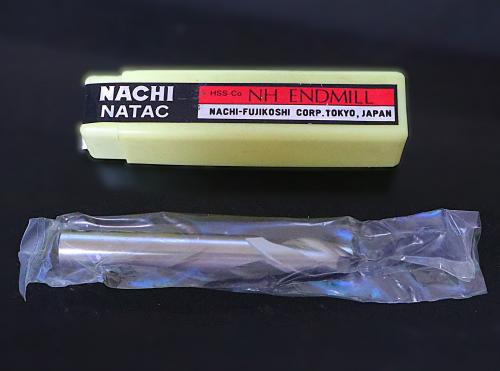 NACHI
NATAC
HSS-Co NH ENDMILL
NACHI-FUJIKOSHI CORP. TOKYO, JAPAN